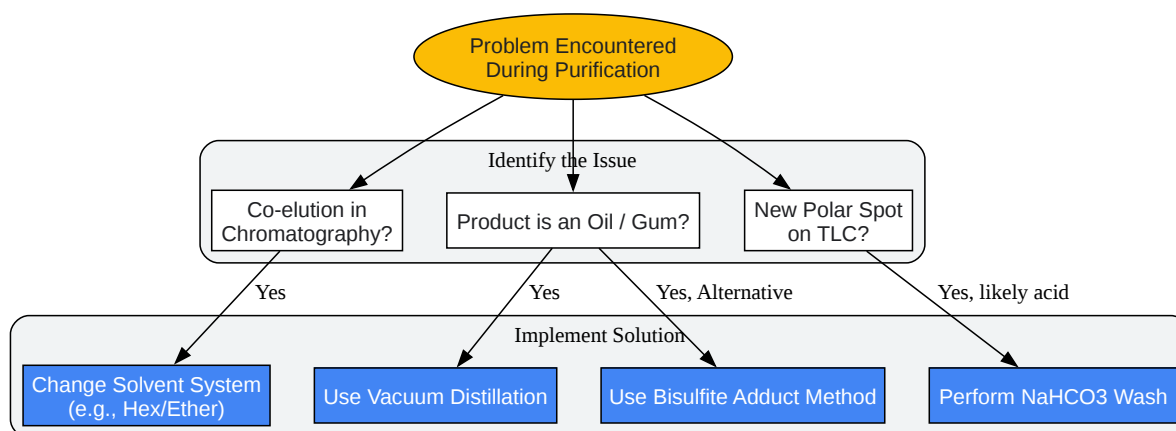 Problem Encountered
During Purification
Identify the Issue
Co-elution in
Chromatography?
Product is an Oil / Gum?
New Polar Spot
on TLC?
Yes
Yes
Yes, Alternative
Yes, likely acid
Implement Solution
Change Solvent System
(e.g., Hex/Ether)
Use Vacuum Distillation
Use Bisulfite Adduct Method
Perform NaHCO3 Wash